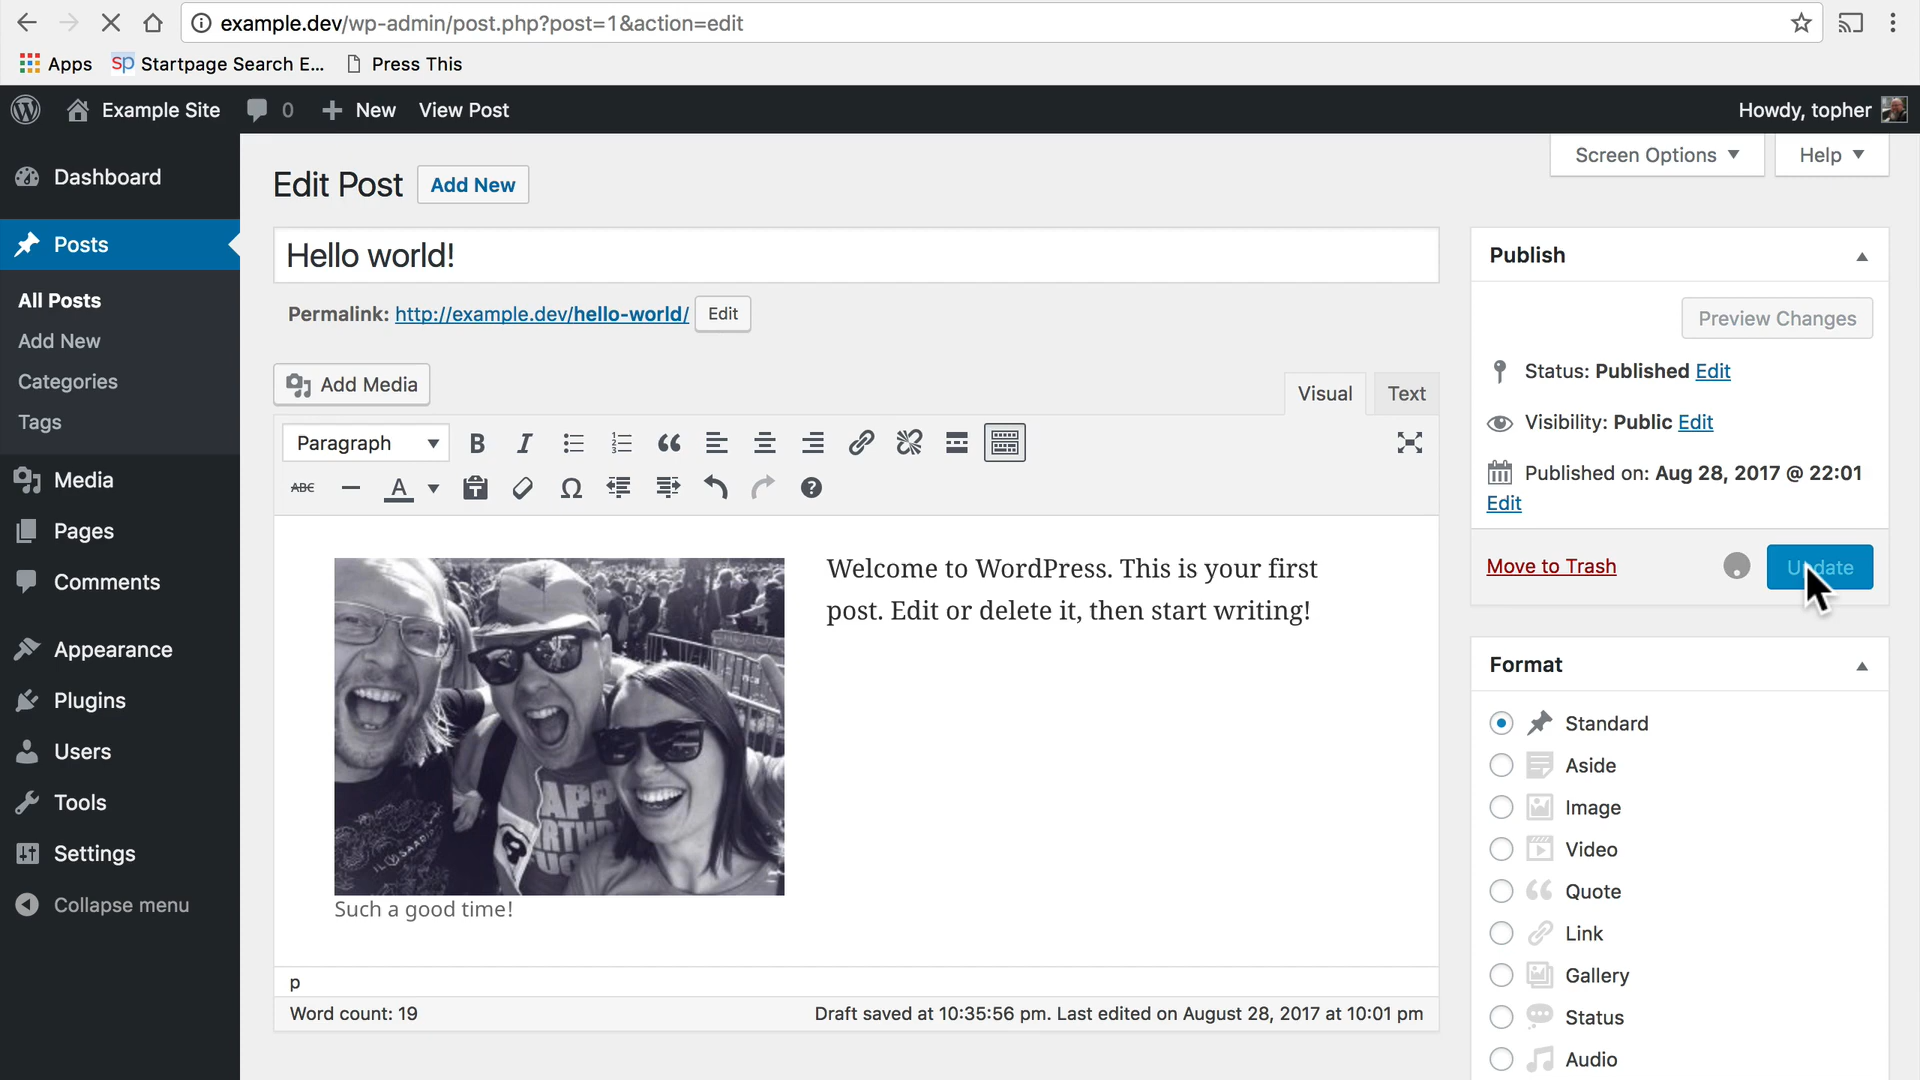 example.dev/wp-admin/post.php?post=1&action=edit
Apps
sp Startpage Search E...
Press This
Example Site
0
New
View Post
Howdy, topher
Dashboard
Posts
All Posts
Add New
Categories
Tags
Media
Pages
Comments
Appearance
Plugins
Users
Tools
Settings
Collapse menu
Screen Options
Help
Edit Post
Add New
Hello world!
Permalink: http://example.dev/hello-world/ Edit
Add Media
Visual
Text
Paragraph
B
I
ABC
A
Ω
Welcome to WordPress. This is your first
post. Edit or delete it, then start writing!
Such a good time!
p
Word count: 19
Draft saved at 10:35:56 pm. Last edited on August 28, 2017 at 10:01 pm
Publish
Preview Changes
Status: Published Edit
Visibility: Public Edit
Published on: Aug 28, 2017 @ 22:01
Edit
Move to Trash
Update
Format
Standard
Aside
Image
Video
Quote
Link
Gallery
Status
Audio